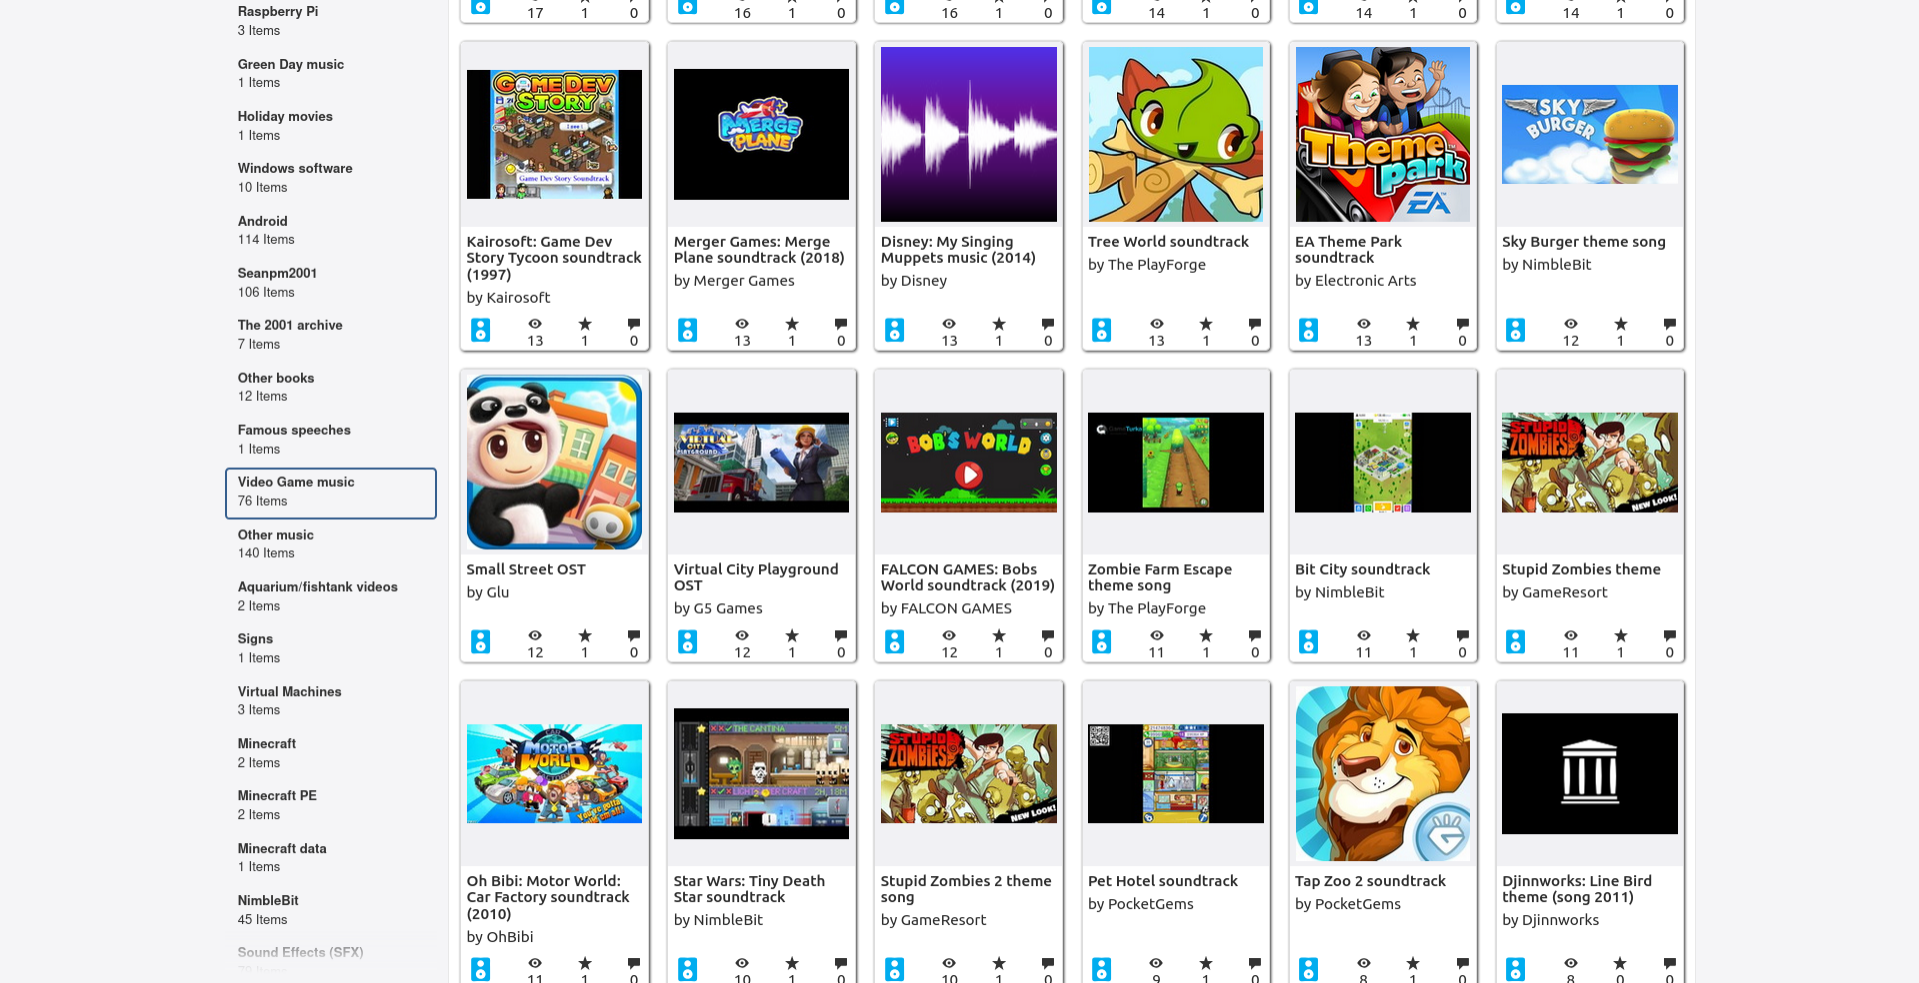 Raspberry Pi
3 Items
Green Day music
1 Items
Holiday movies
1 Items
Windows software
10 Items
Android
114 Items
Seanpm2001
106 Items
The 2001 archive
7 Items
Other books
12 Items
Famous speeches
1 Items
Video Game music
76 Items
Other music
140 Items
Aquarium/fishtank videos
2 Items
Signs
1 Items
Virtual Machines
3 Items
Minecraft
2 Items
Minecraft PE
2 Items
Minecraft data
1 Items
NimbleBit
45 Items
Sound Effects (SFX)
17 1 0
16 1 0
16 1 0
14 1 0
14 1 0
14 1 0
GAME DEV
STORY
Game Dev Story Soundtrack
Kairosoft: Game Dev
Story Tycoon soundtrack
(1997)
by Kairosoft
13 1 0
MERGE
PLANE
Merger Games: Merge
Plane soundtrack (2018)
by Merger Games
13 1 0
Disney: My Singing
Muppets music (2014)
by Disney
13 1 0
Tree World soundtrack
by The PlayForge
13 1 0
Theme
park
EA
EA Theme Park
soundtrack
by Electronic Arts
13 1 0
SKY
BURGER
Sky Burger theme song
by NimbleBit
12 1 0
Small Street OST
by Glu
12 1 0
VIRTUAL
CITY
PLAYGROUND
Virtual City Playground
OST
by G5 Games
12 1 0
BOB'S WORLD
FALCON GAMES: Bobs
World soundtrack (2019)
by FALCON GAMES
12 1 0
Zombie Farm Escape
theme song
by The PlayForge
11 1 0
Bit City soundtrack
by NimbleBit
11 1 0
STUPID
ZOMBIES
NEW LOOK!
Stupid Zombies theme
by GameResort
11 1 0
MOTOR
WORLD
Oh Bibi: Motor World:
Car Factory soundtrack
(2010)
by OhBibi
11 1 0
THE CANTINA
5M
2H, 18M
Star Wars: Tiny Death
Star soundtrack
by NimbleBit
10 1 0
STUPID
ZOMBIES
NEW LOOK!
Stupid Zombies 2 theme
song
by GameResort
10 1 0
Pet Hotel soundtrack
by PocketGems
9 1 0
Tap Zoo 2 soundtrack
by PocketGems
8 1 0
Djinnworks: Line Bird
theme (song 2011)
by Djinnworks
8 0 0